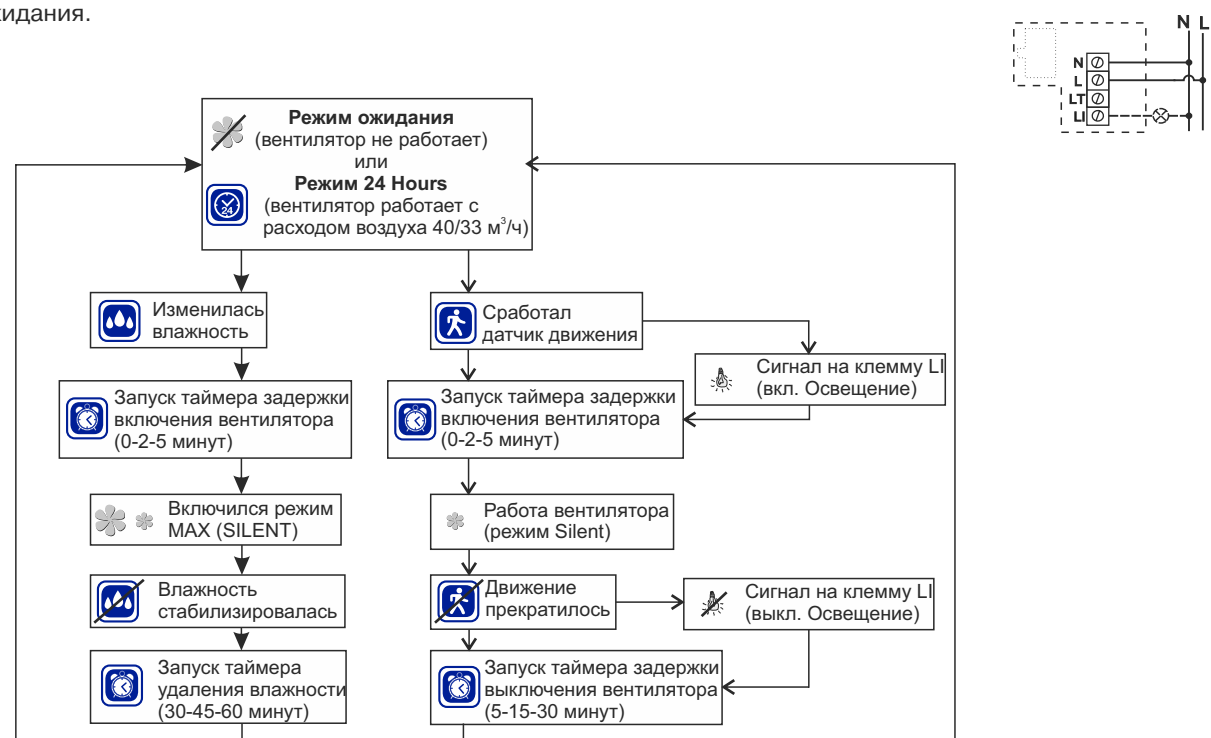 кидания.
N L
N
L
LT
LI
Режим ожидания
(вентилятор не работает)
или
Режим 24 Hours
(вентилятор работает с
расходом воздуха 40/33 м³/ч)
24
Изменилась
влажность
Сработал
датчик движения
Сигнал на клемму LI
(вкл. Освещение)
Запуск таймера задержки
включения вентилятора
(0-2-5 минут)
Запуск таймера задержки
включения вентилятора
(0-2-5 минут)
Включился режим
MAX (SILENT)
Работа вентилятора
(режим Silent)
Влажность
стабилизировалась
Движение
прекратилось
Сигнал на клемму LI
(выкл. Освещение)
Запуск таймера
удаления влажности
(30-45-60 минут)
Запуск таймера задержки
выключения вентилятора
(5-15-30 минут)